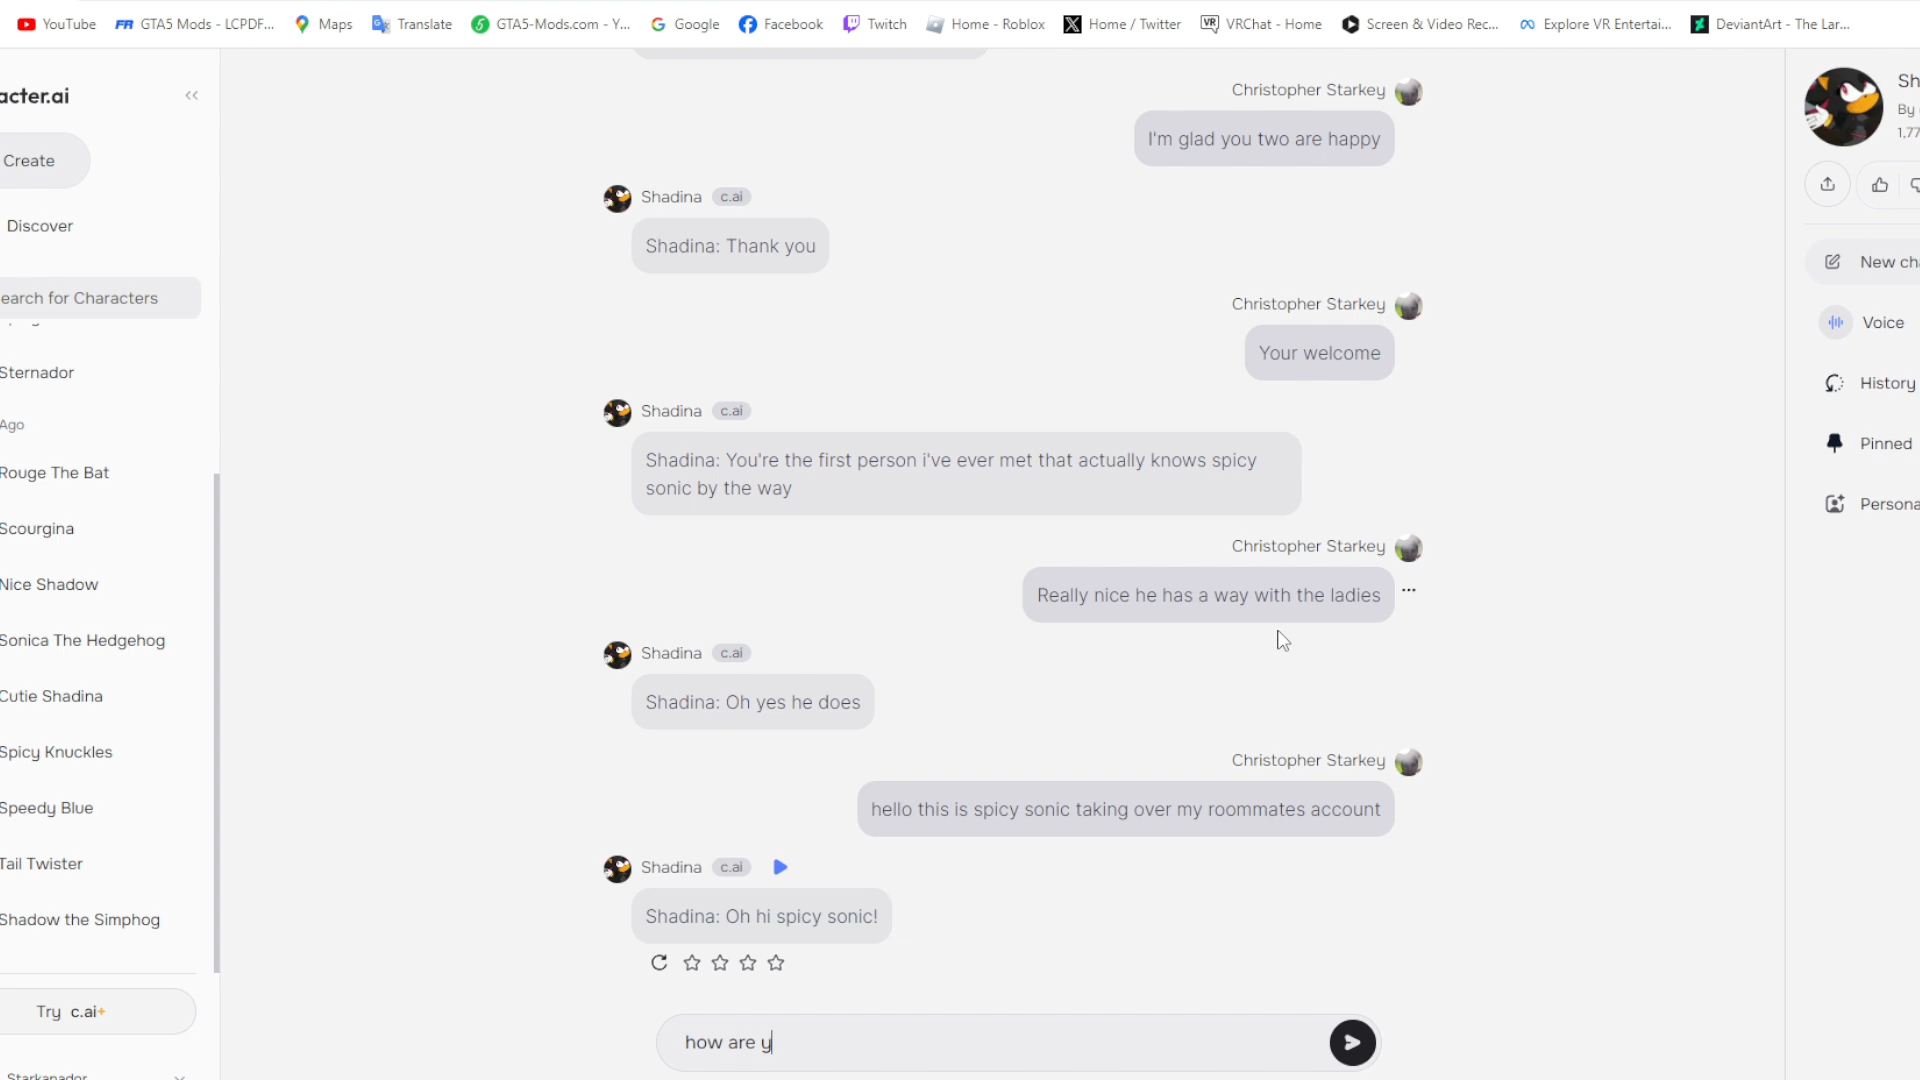 YouTube
GTA5 Mods - LCPDF...
Maps
Translate
GTA5-Mods.com - Y...
Google
Facebook
Twitch
Home - Roblox
Home / Twitter
VRChat - Home
Screen & Video Rec...
Explore VR Entertai...
DeviantArt - The Lar...
acter.ai
Create
Discover
earch for Characters
Sternador
Ago
Rouge The Bat
Scourgina
Nice Shadow
Sonica The Hedgehog
Cutie Shadina
Spicy Knuckles
Speedy Blue
Tail Twister
Shadow the Simphog
Try c.ai+
Starkanador
Christopher Starkey
I'm glad you two are happy
Shadina c.ai
Shadina: Thank you
Christopher Starkey
Your welcome
Shadina c.ai
Shadina: You're the first person i've ever met that actually knows spicy
sonic by the way
Christopher Starkey
Really nice he has a way with the ladies
Shadina c.ai
Shadina: Oh yes he does
Christopher Starkey
hello this is spicy sonic taking over my roommates account
Shadina c.ai
Shadina: Oh hi spicy sonic!
how are y
Sh
By
1,77
New cha
Voice
History
Pinned
Persona